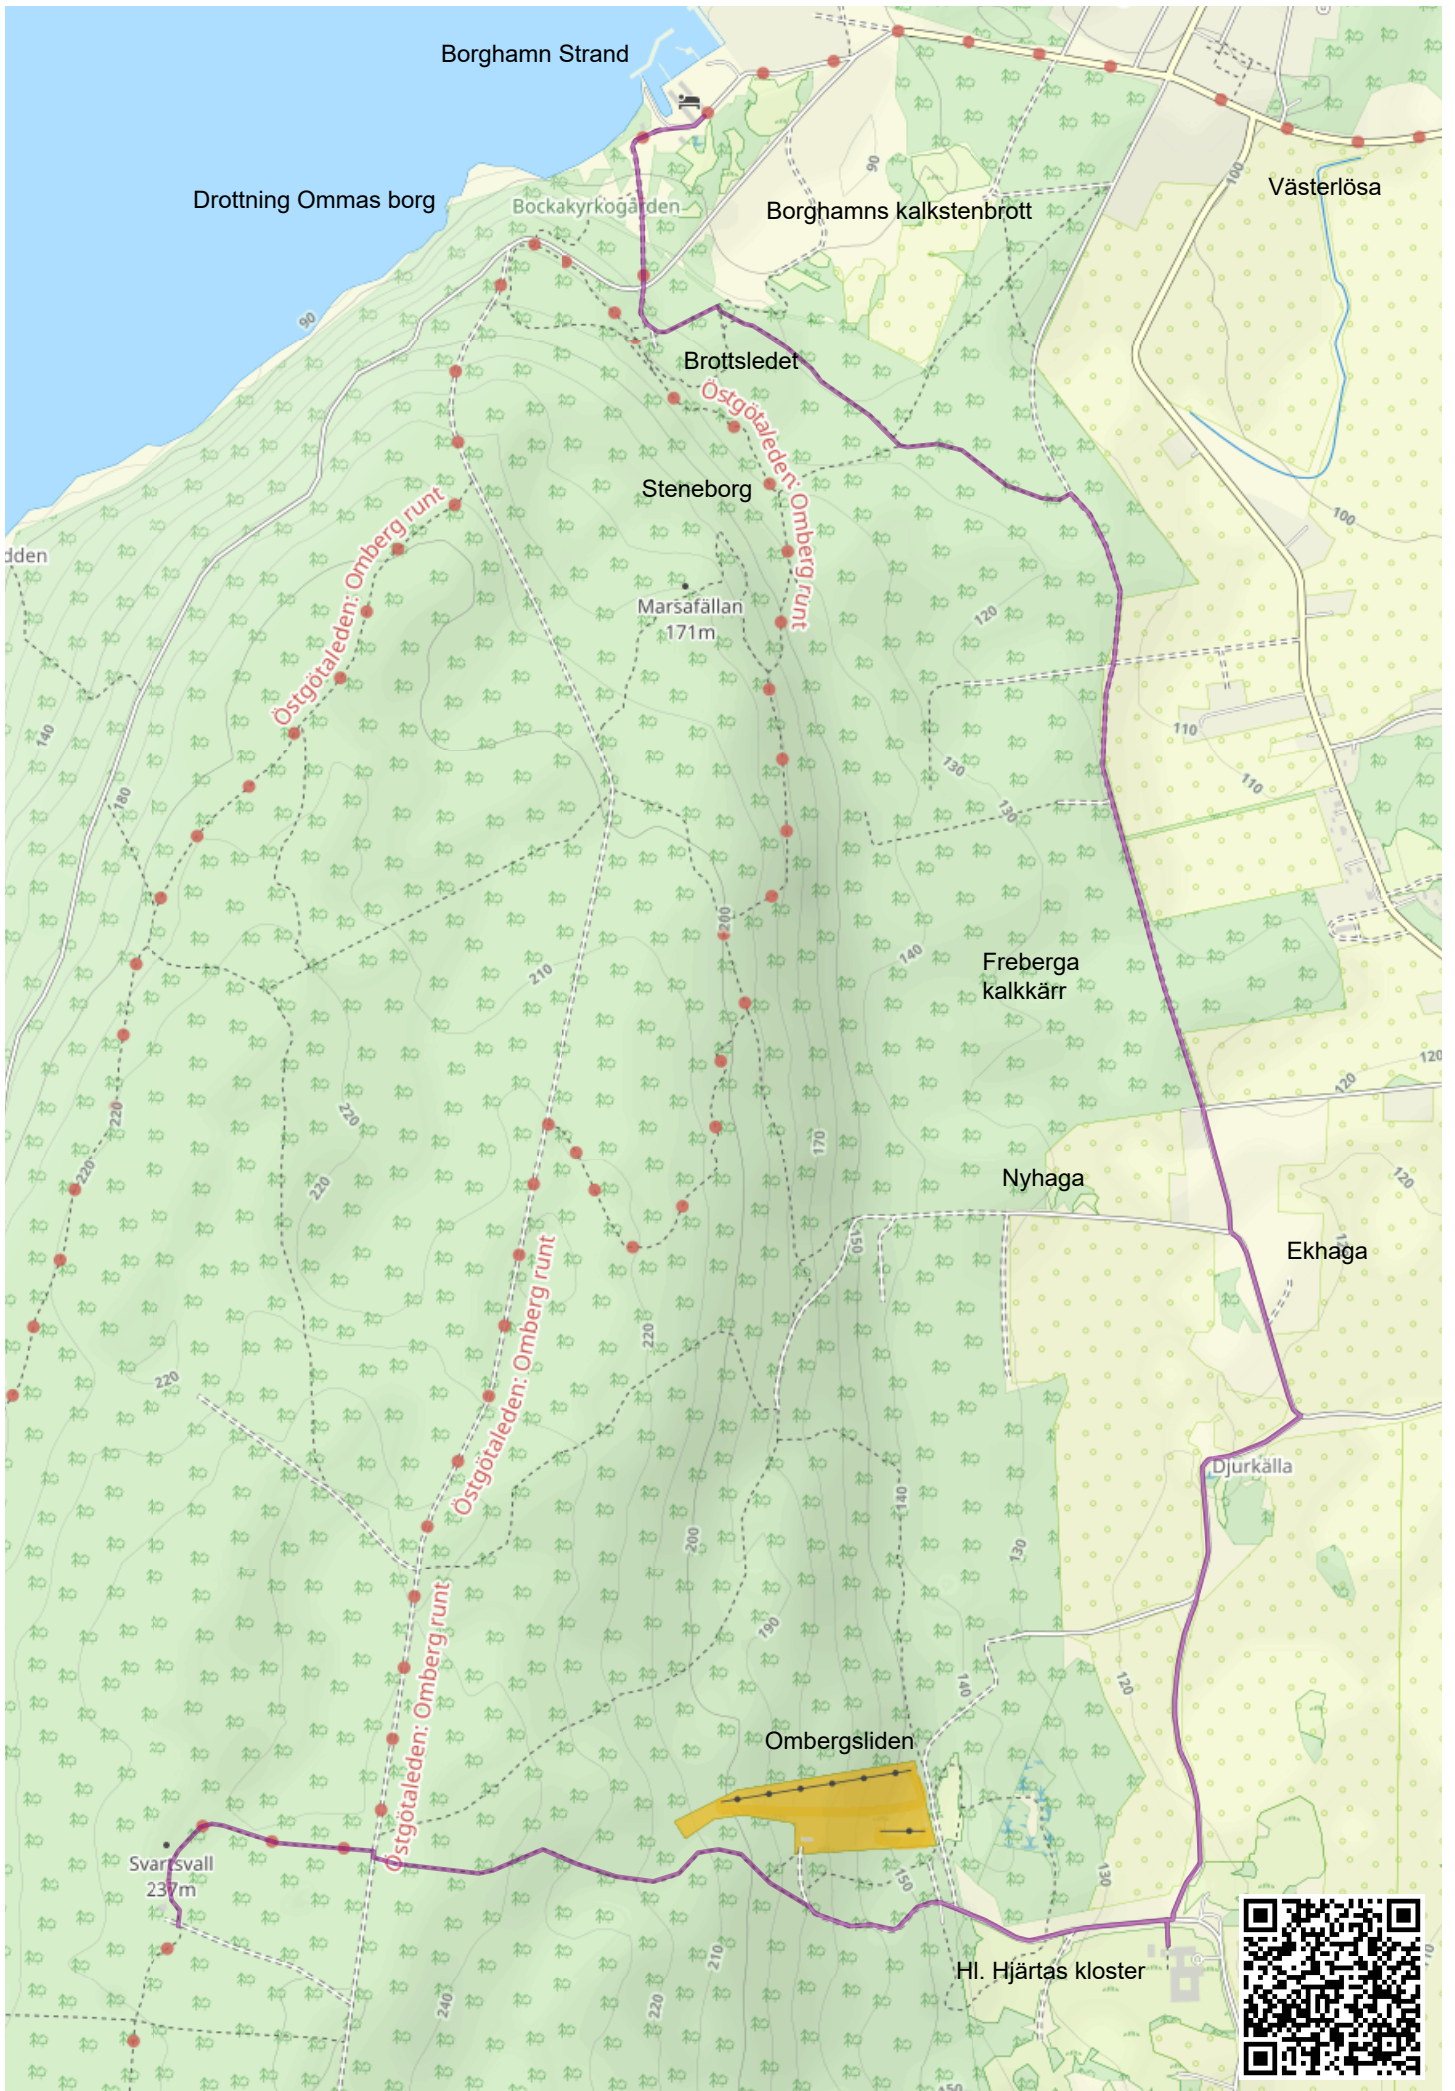 Borghamn Strand
Västerlösa
Drottning Ommas borg
Bockakyrkogården
Borghamns kalkstenbrott
90
100
90
Brottsledet
Östgötaleden: Omberg runt
Steneborg
Östgötaleden: Omberg runt
100
dden
Marsafällan
171m
120
140
110
130
110
180
130
200
140
Freberga
kalkkärr
210
120
120
220
220
170
220
220
Nyhaga
120
150
Ekhaga
Östgötaleden: Omberg runt
220
220
Djurkälla
140
200
130
190
Östgötaleden: Omberg runt
140
120
Ombergsliden
Svartsvall
237m
150
130
210
Hl. Hjärtas kloster
240
220